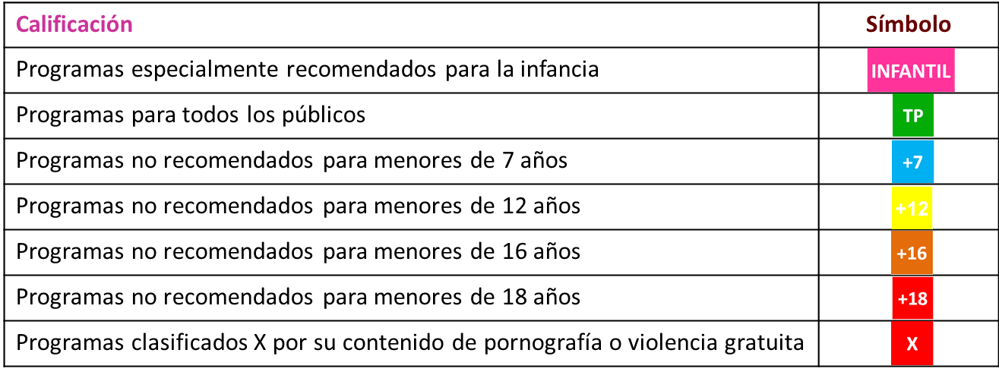 Calificación Símbolo
Programas especialmente recomendados para la infancia INFANTIL
Programas para todos los públicos TP
Programas no recomendados para menores de 7 años +7
Programas no recomendados para menores de 12 años +12
Programas no recomendados para menores de 16 años +16
Programas no recomendados para menores de 18 años +18
Programas clasificados X por su contenido de pornografía o violencia gratuita X